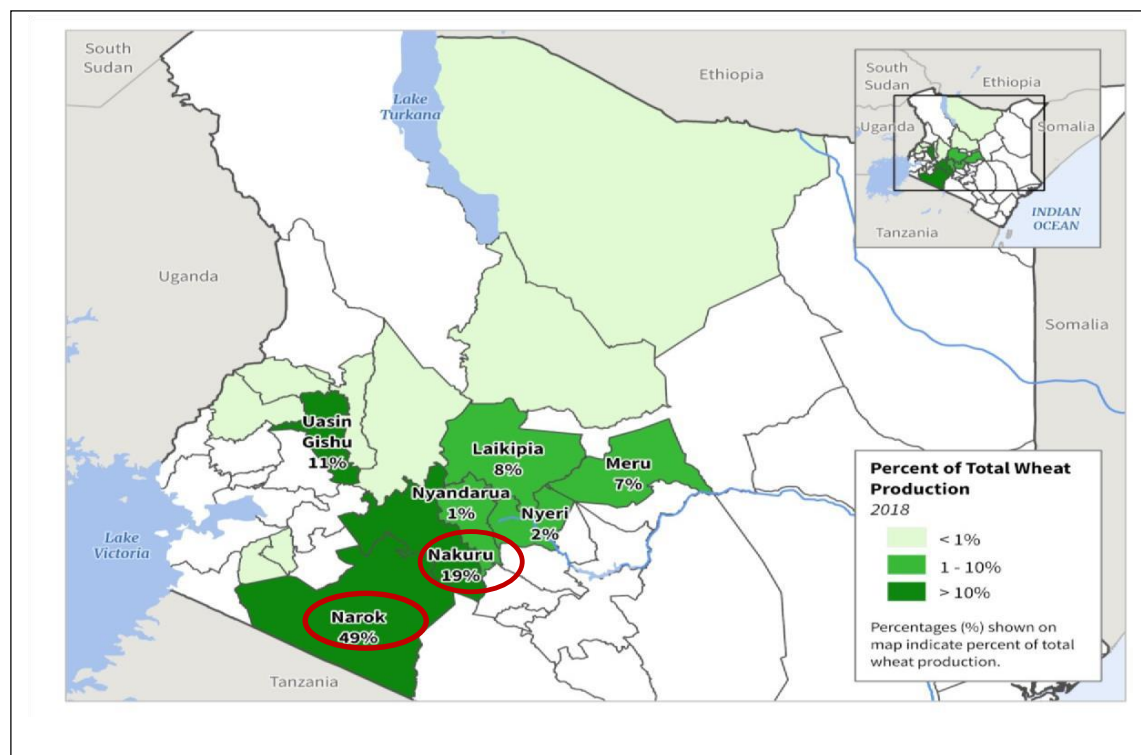 South
Sudan
Ethiopia
Lake
Turkana
Uganda
Somalia
Uasin
Gishu
11%
Laikipia
8%
Meru
7%
Nyandarua
1%
Nyeri
2%
Nakuru
19%
Narok
49%
Lake
Victoria
Tanzania
South
Sudan
Ethiopia
Uganda
Somalia
INDIAN
OCEAN
Tanzania
Percent of Total Wheat
Production
2018
< 1%
1 - 10%
> 10%
Percentages (%) shown on
map indicate percent of total
wheat production.